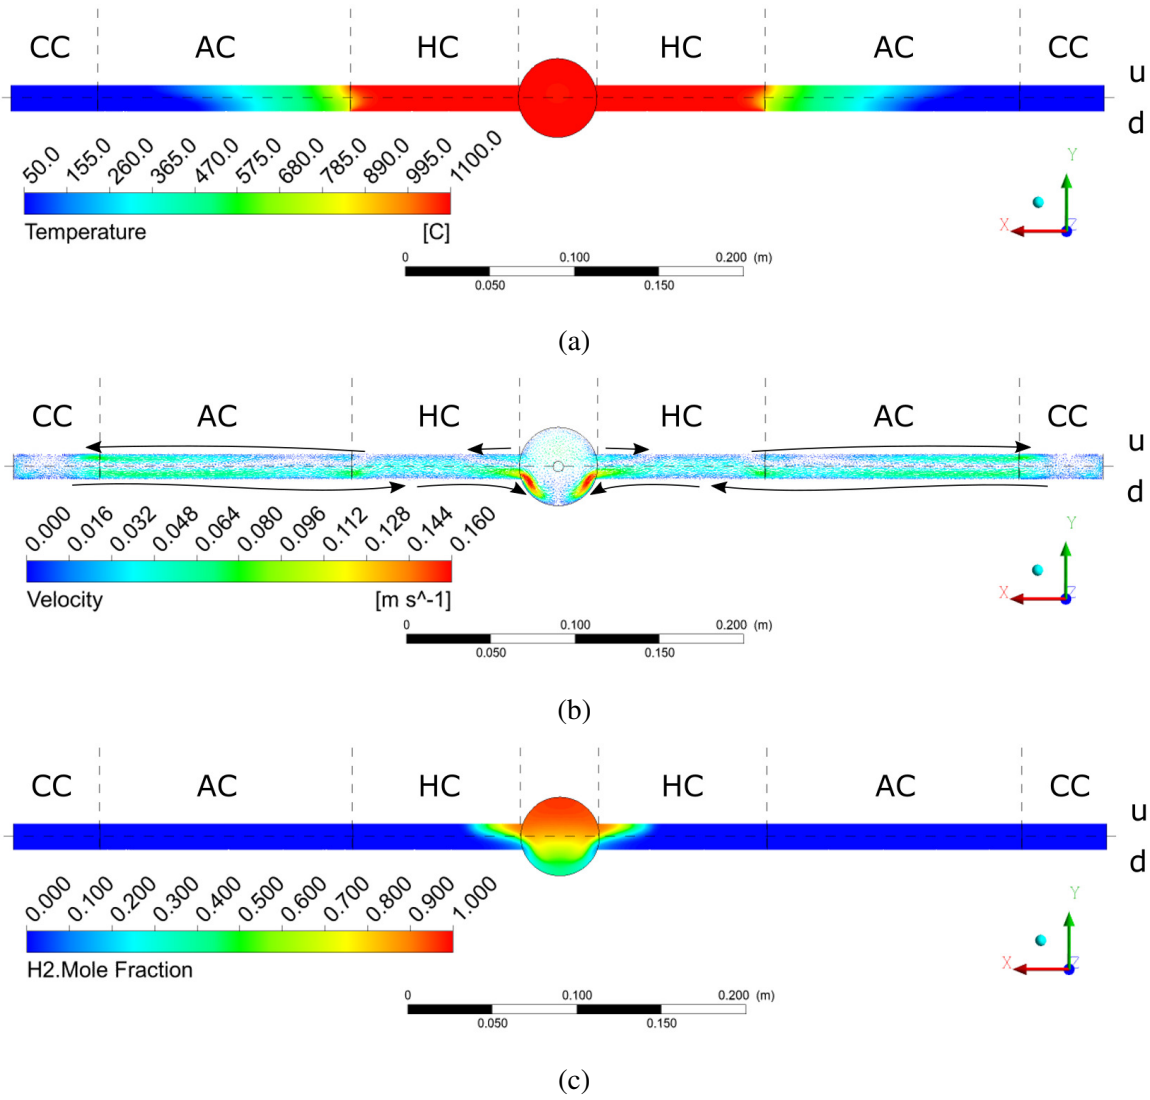 CC AC HC HC AC CC
u
d
50.0 155.0 260.0 365.0 470.0 575.0 680.0 785.0 890.0 995.0 1100.0
Temperature [C]
Y
X Z
0 0.100 0.200 (m)
0.050 0.150
(a)
CC AC HC HC AC CC
u
d
0.000 0.016 0.032 0.048 0.064 0.080 0.096 0.112 0.128 0.144 0.160
Velocity [m s^-1]
Y
X Z
0 0.100 0.200 (m)
0.050 0.150
(b)
CC AC HC HC AC CC
u
d
0.000 0.100 0.200 0.300 0.400 0.500 0.600 0.700 0.800 0.900 1.000
H2.Mole Fraction
Y
X Z
0 0.100 0.200 (m)
0.050 0.150
(c)